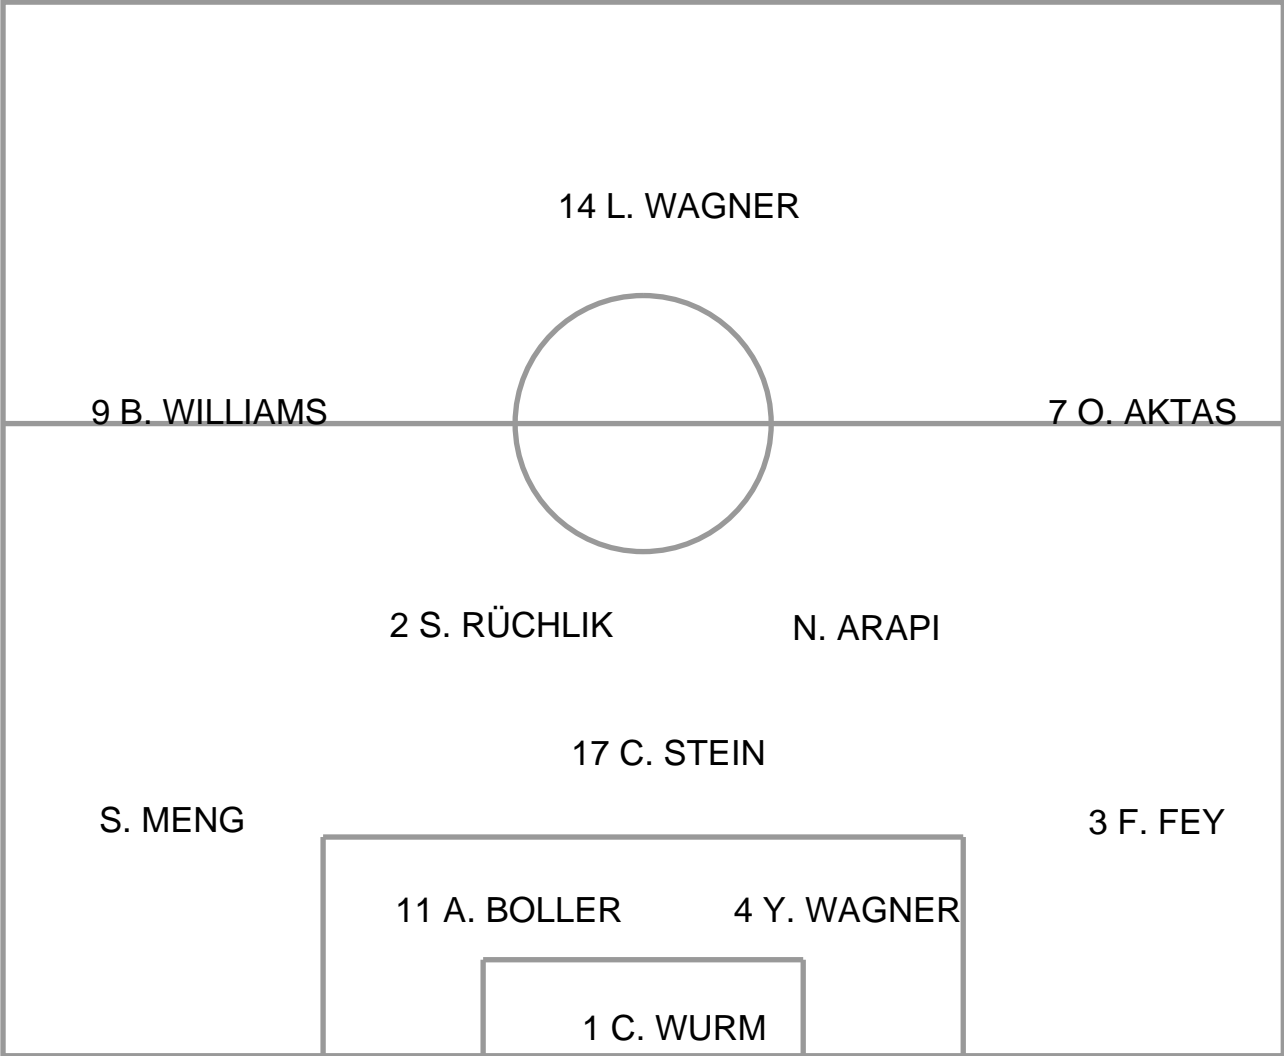 14 L. WAGNER
9 B. WILLIAMS
7 O. AKTAS
2 S. RÜCHLIK
N. ARAPI
17 C. STEIN
S. MENG
3 F. FEY
11 A. BOLLER
4 Y. WAGNER
1 C. WURM